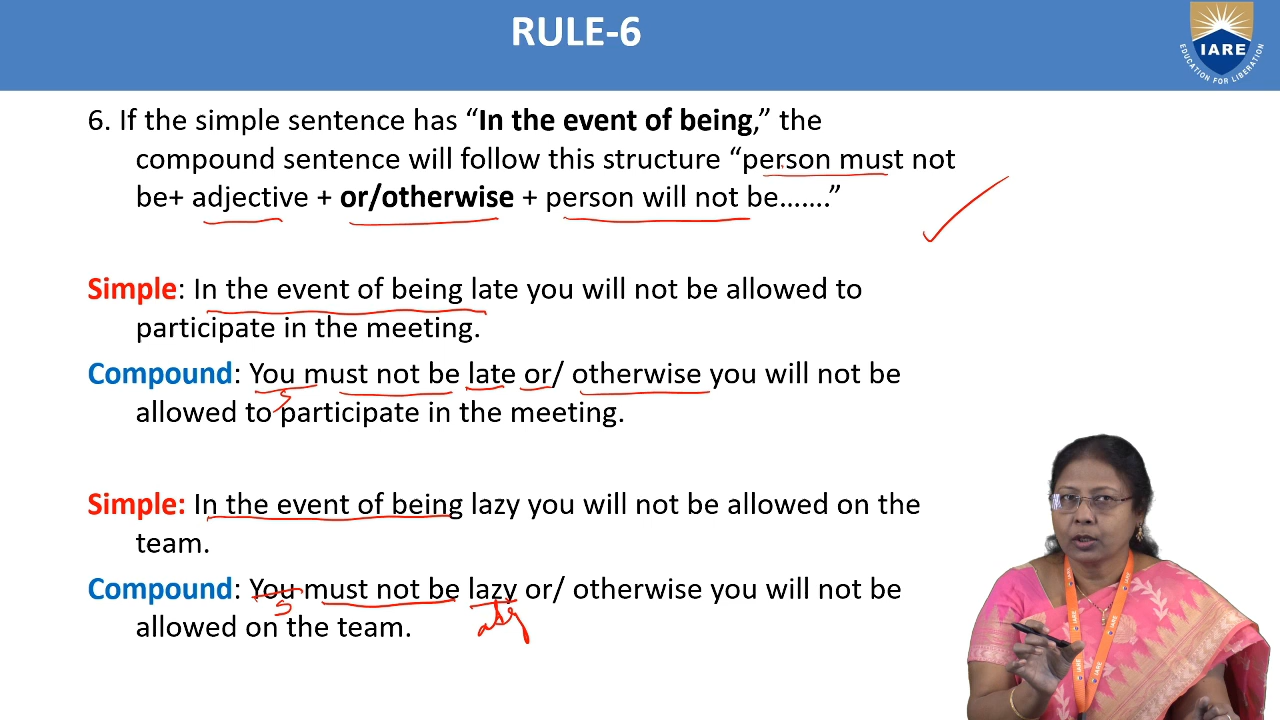 RULE-6
IARE
EDUCATION FOR LIBERATION
6. If the simple sentence has “In the event of being,” the
compound sentence will follow this structure “person must not
be+ adjective + or/otherwise + person will not be…….”
Simple: In the event of being late you will not be allowed to
participate in the meeting.
Compound: You must not be late or/ otherwise you will not be
allowed to participate in the meeting.
S
Simple: In the event of being lazy you will not be allowed on the
team.
Compound: You must not be lazy or/ otherwise you will not be
S
allowed on the team.